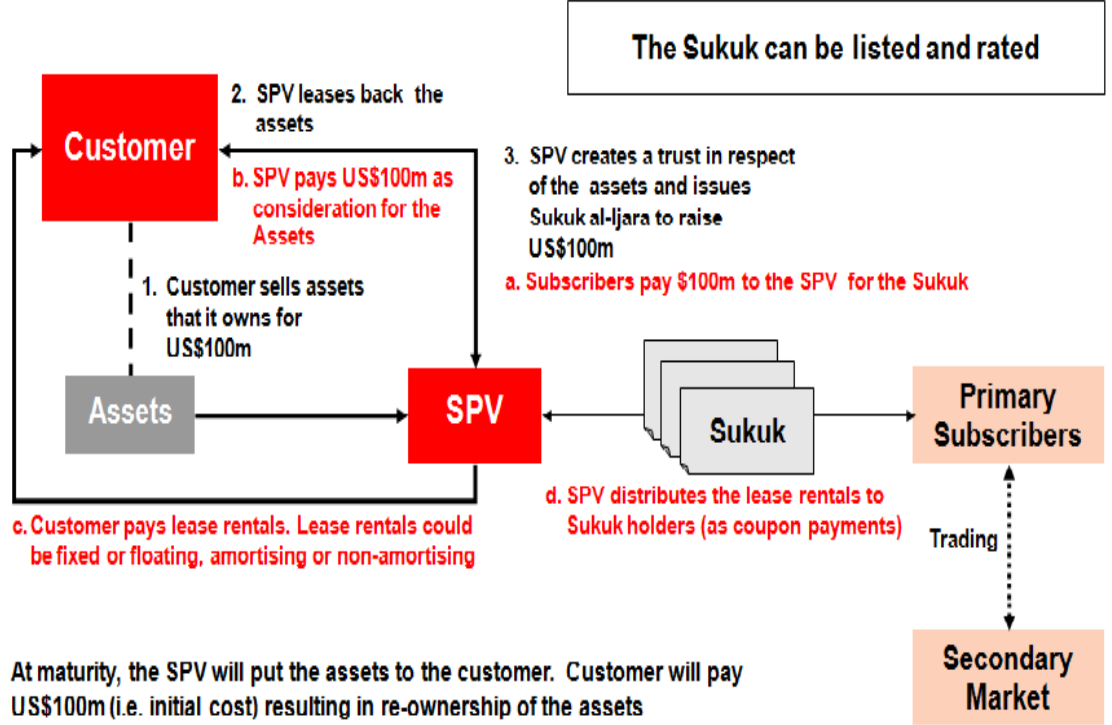 The Sukuk can be listed and rated
Customer
2. SPV leases back the
assets
b. SPV pays US$100m as
consideration for the
Assets
3. SPV creates a trust in respect
of the assets and issues
Sukuk al-Ijara to raise
US$100m
a. Subscribers pay $100m to the SPV for the Sukuk
1. Customer sells assets
that it owns for
US$100m
Assets
SPV
Sukuk
Primary
Subscribers
c. Customer pays lease rentals. Lease rentals could
be fixed or floating, amortising or non-amortising
d. SPV distributes the lease rentals to
Sukuk holders (as coupon payments)
Trading
Secondary
Market
At maturity, the SPV will put the assets to the customer. Customer will pay
US$100m (i.e. initial cost) resulting in re-ownership of the assets